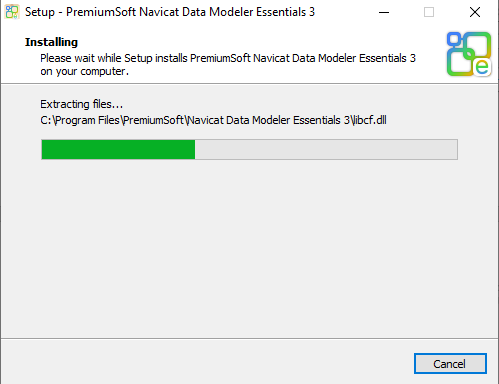 Setup - PremiumSoft Navicat Data Modeler Essentials 3
Installing
Please wait while Setup installs PremiumSoft Navicat Data Modeler Essentials 3
on your computer.
e
Extracting files...
C:\Program Files\PremiumSoft\Navicat Data Modeler Essentials 3\libcf.dll
Cancel